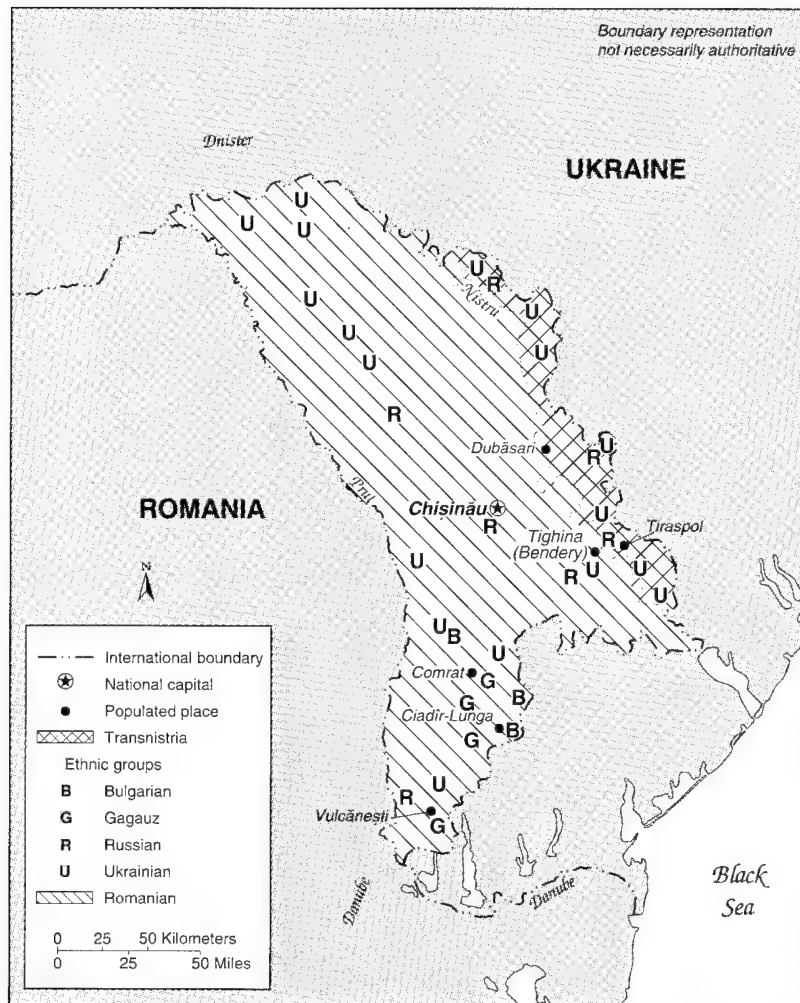 Boundary representation
not necessarily authoritative
Dnister
UKRAINE
U
U
U
U
R
Nistru
U
U
U
U
U
U
R
Dubăsari
U
R
ROMANIA
Prut
Chisinău
R
U
Tighina
(Bendery)
R
Tiraspol
U
R
U
U
U
U
B
U
Comrat
G
B
G
Ciadîr-Lunga
B
G
U
R
Vulcănești
G
Danube
Danube
Black
Sea
N
International boundary
National capital
Populated place
Transnistria
Ethnic groups
B Bulgarian
G Gagauz
R Russian
U Ukrainian
Romanian
0 25 50 Kilometers
0 25 50 Miles